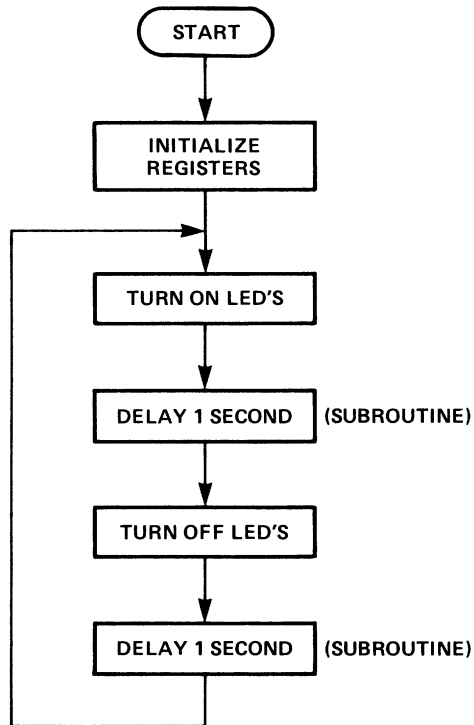 START
INITIALIZE
REGISTERS
TURN ON LED'S
DELAY 1 SECOND (SUBROUTINE)
TURN OFF LED'S
DELAY 1 SECOND (SUBROUTINE)